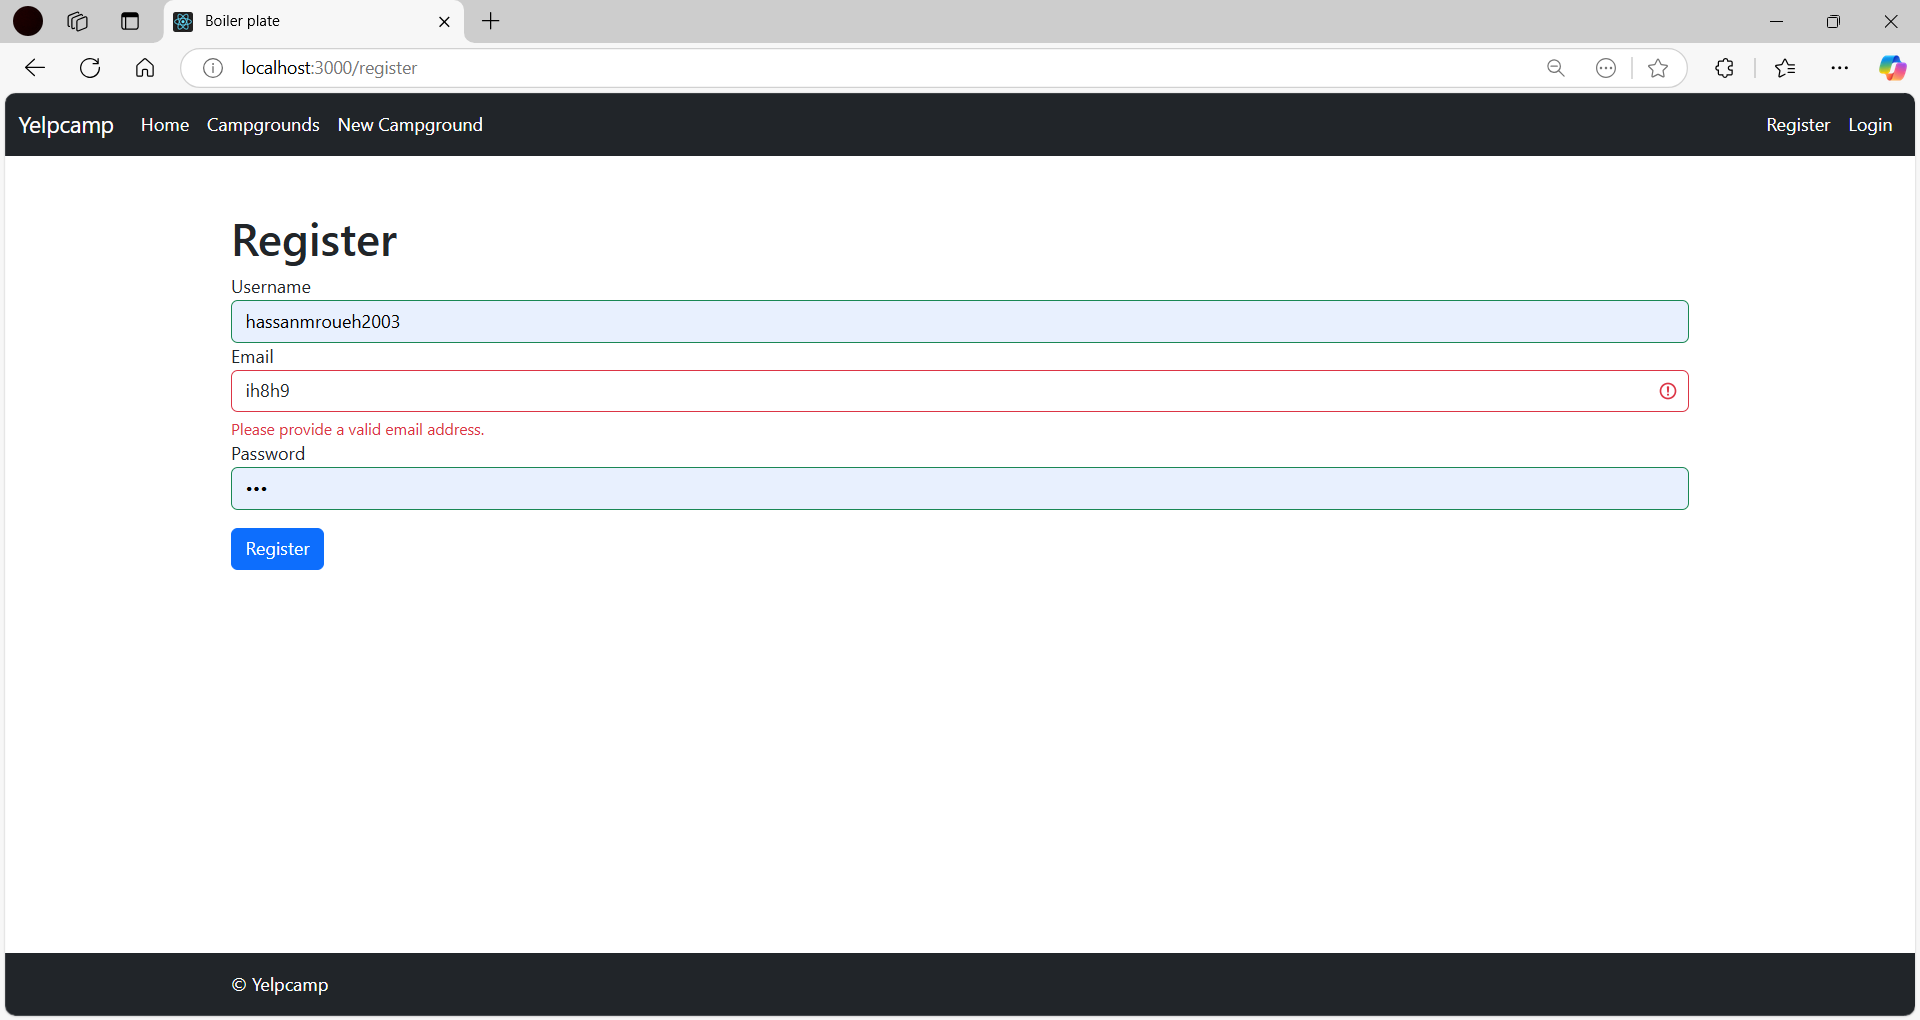 Boiler plate
localhost:3000/register
Yelpcamp Home Campgrounds New Campground Register Login
Register
Username
hassanmroueh2003
Email
ih8h9
Please provide a valid email address.
Password
•••
Register
© Yelpcamp